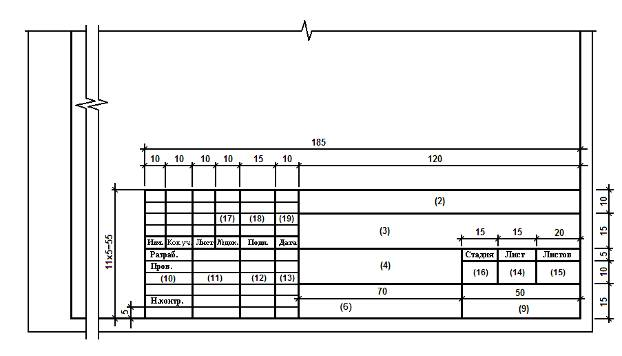 185
10 10 10 10 15 10 120
(2)
10
(17) (18) (19)
(3)
15
15 15 20
11x5=55
Изм. Кол.уч. Лист №док. Подп. Дата
Разраб.
(4)
Стадия Лист Листов
5
Пров.
(10) (11) (12) (13)
(16) (14) (15)
10
70 50
Н.контр.
(6)
(9)
15
5